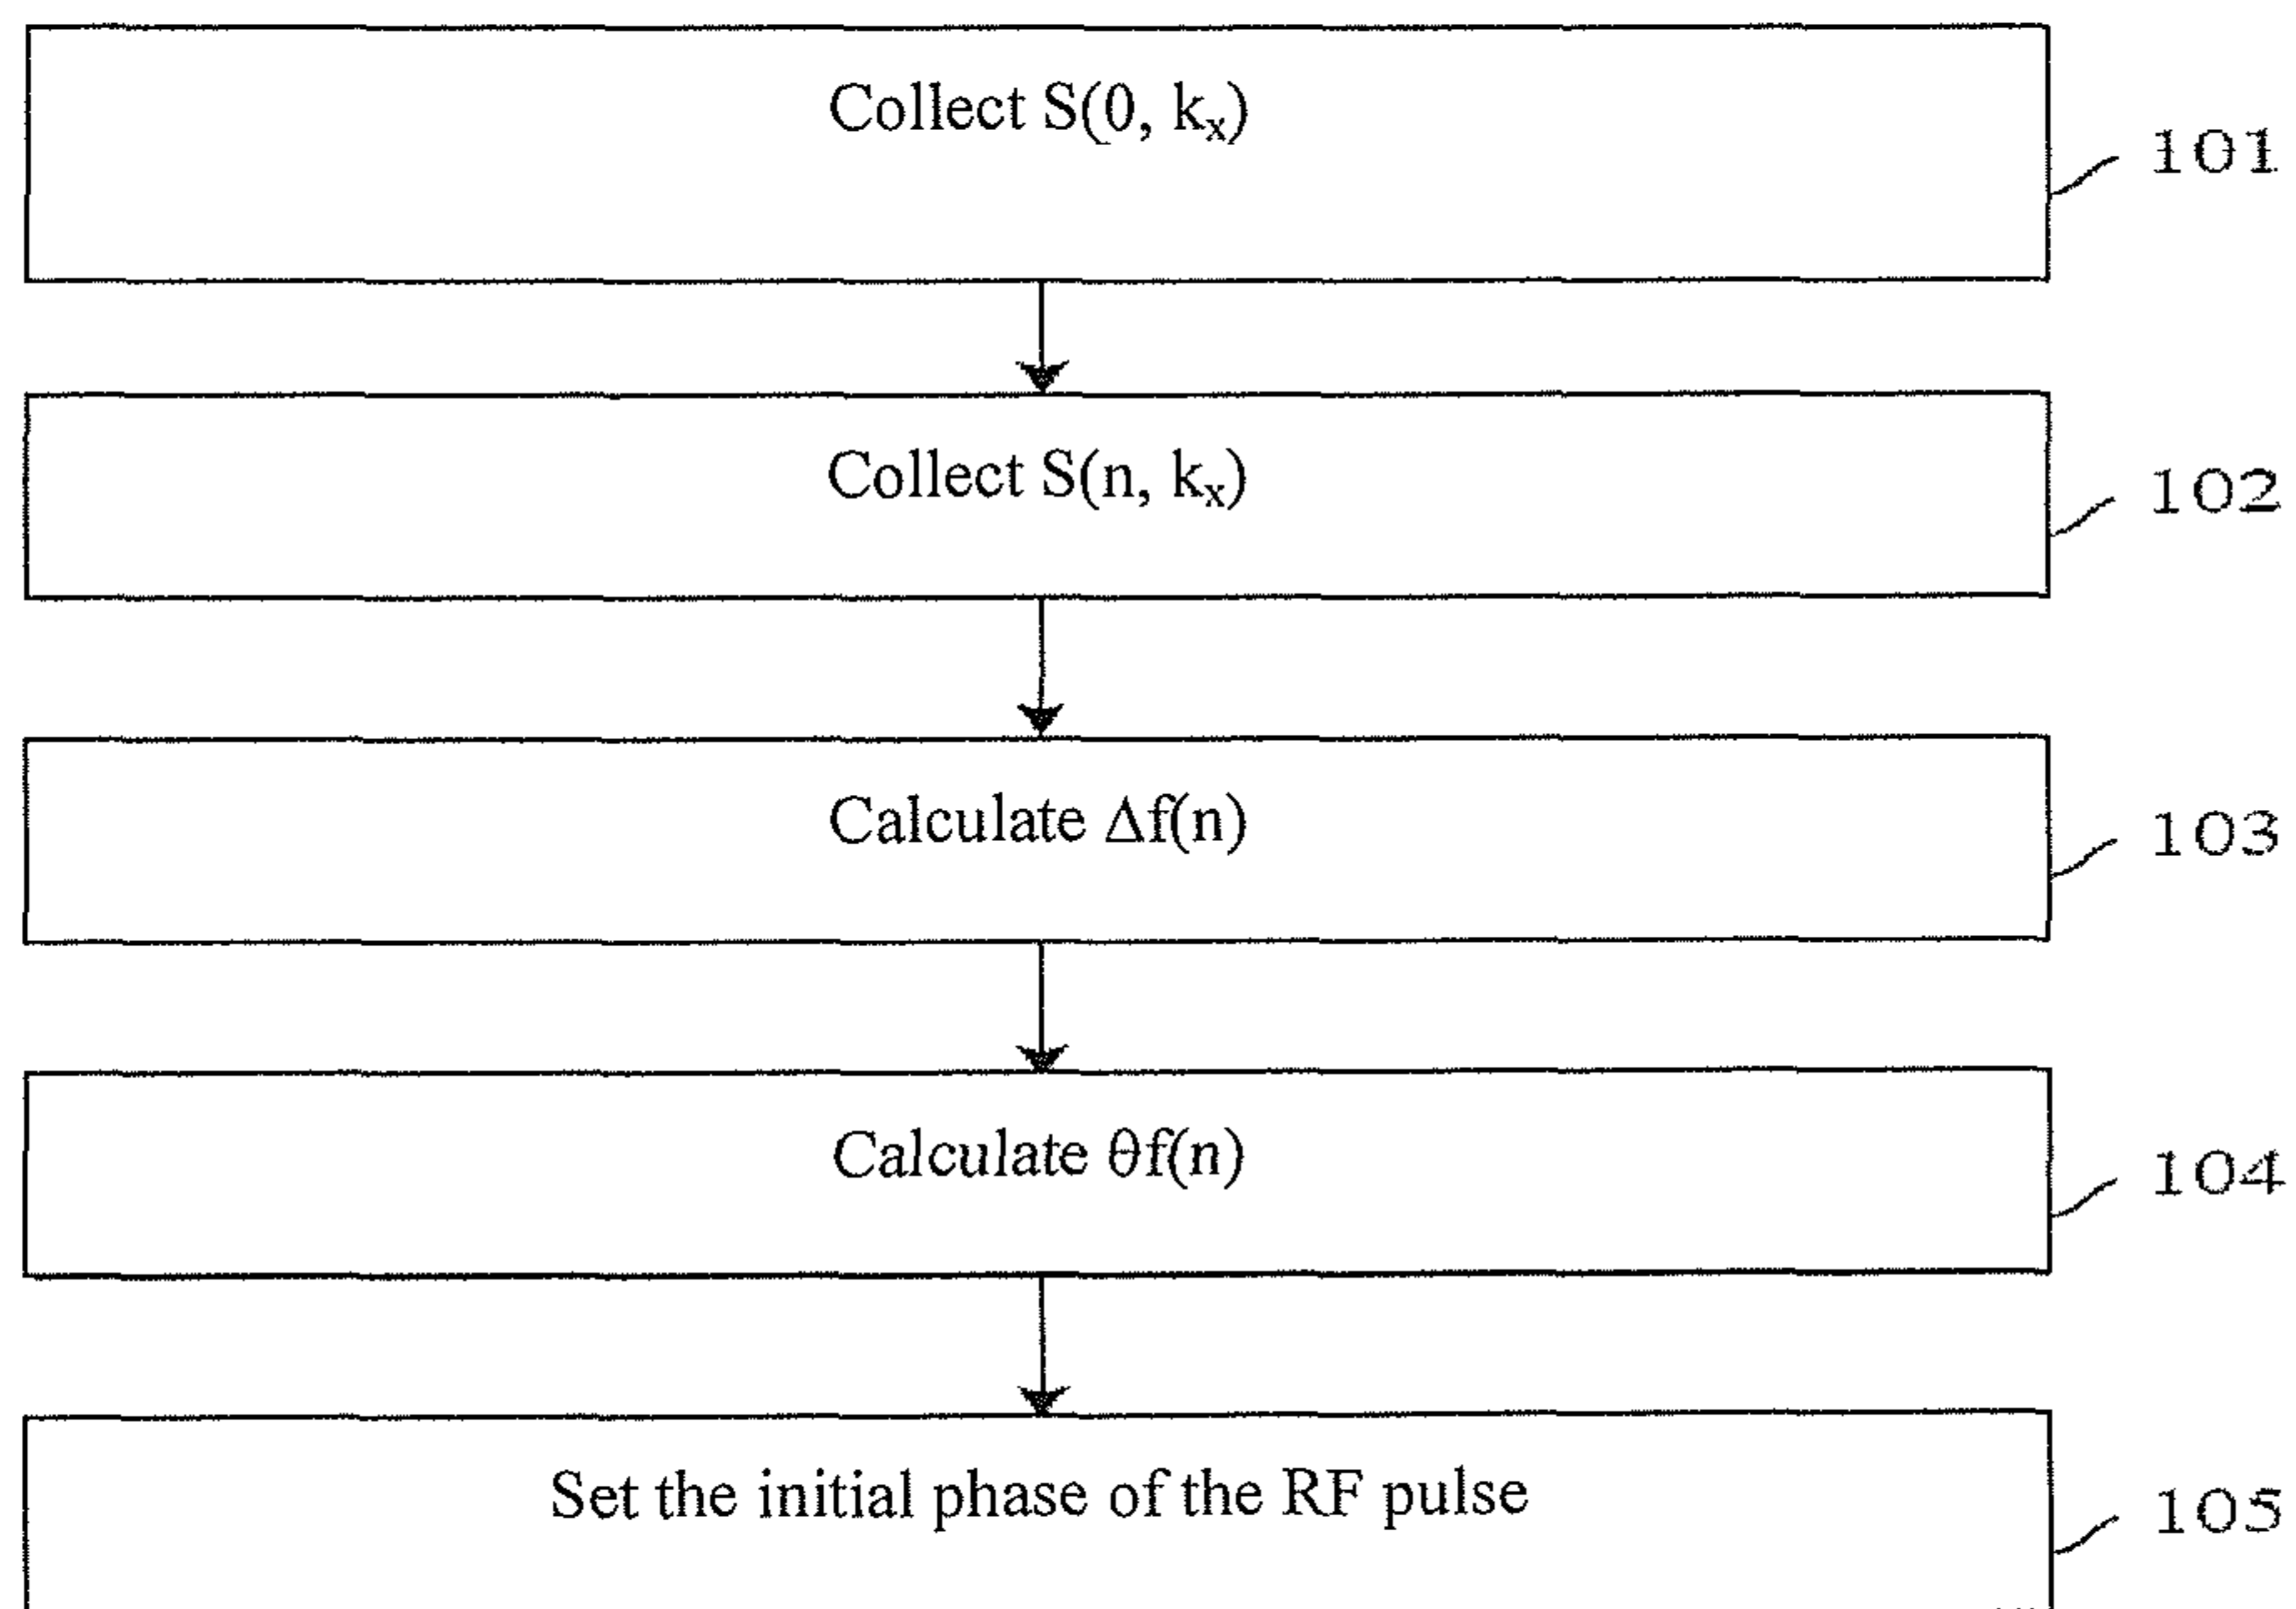 Collect S(0, kₓ)
101
Collect S(n, kₓ)
102
Calculate Δf(n)
103
Calculate θf(n)
104
Set the initial phase of the RF pulse
105